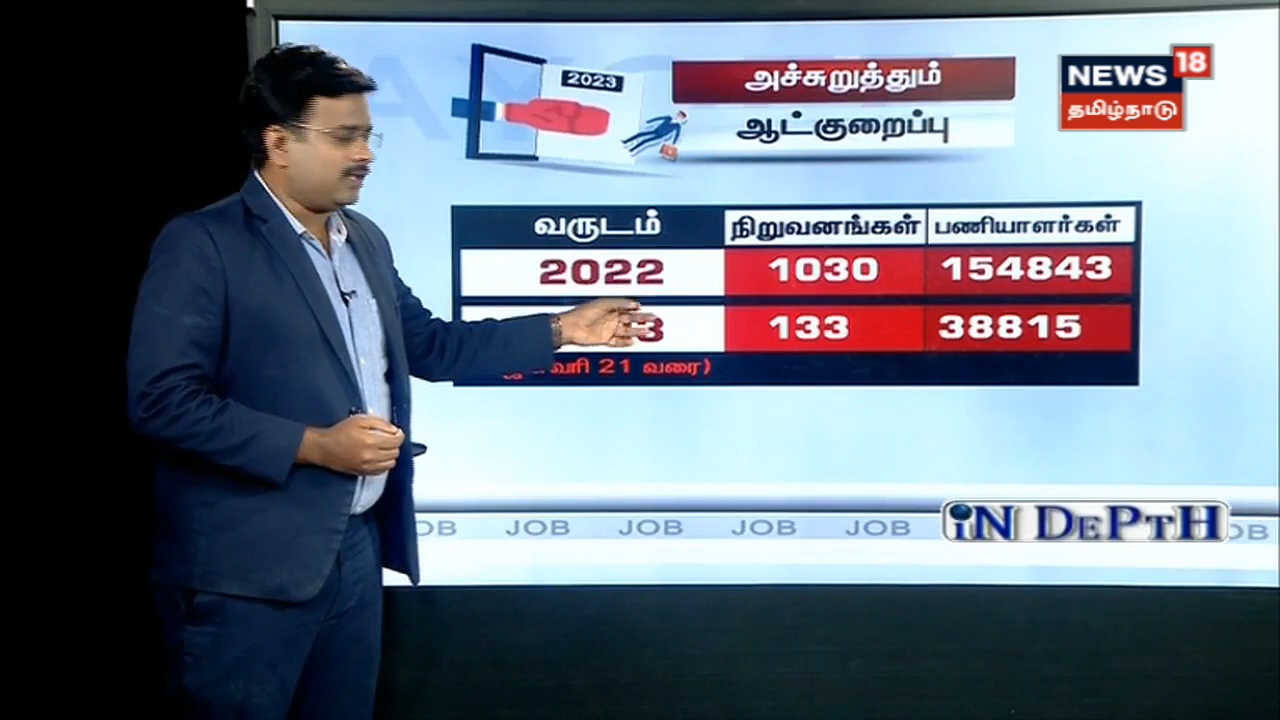 2023
அச்சுறுத்தும்
ஆட்குறைப்பு
NEWS 18
தமிழ்நாடு
வருடம் நிறுவனங்கள் பணியாளர்கள்
2022 1030 154843
3 133 38815
21 வரை)
JOB JOB JOB JOB
iN DePtH